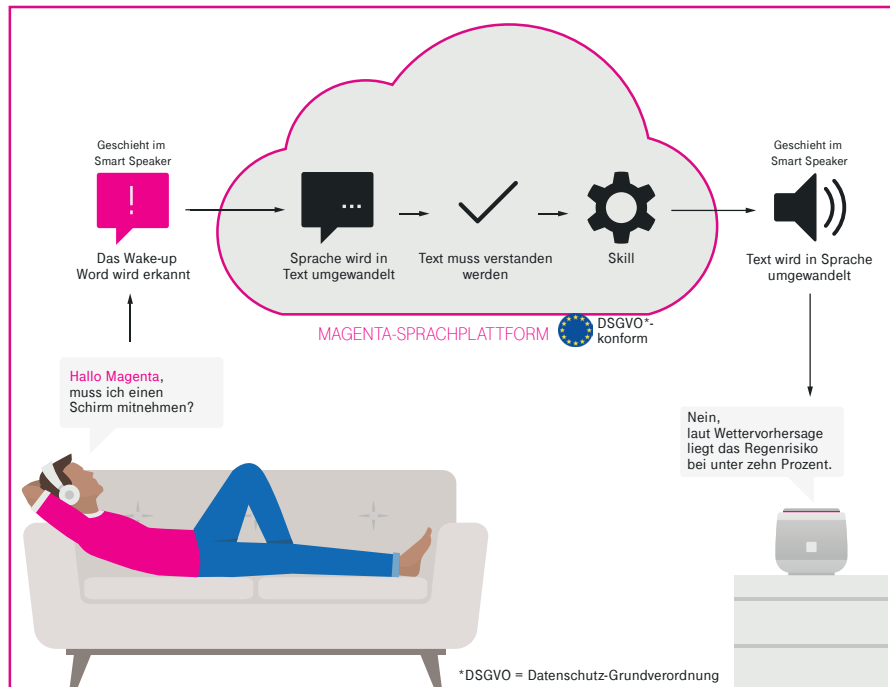 Geschieht im
Smart Speaker
!
Das Wake-up
Word wird erkannt
...
Sprache wird in
Text umgewandelt
Text muss verstanden
werden
Skill
Geschieht im
Smart Speaker
Text wird in Sprache
umgewandelt
MAGENTA-SPRACHPLATTFORM
DSGVO*-
konform
Hallo Magenta,
muss ich einen
Schirm mitnehmen?
Nein,
laut Wettervorhersage
liegt das Regenrisiko
bei unter zehn Prozent.
*DSGVO = Datenschutz-Grundverordnung